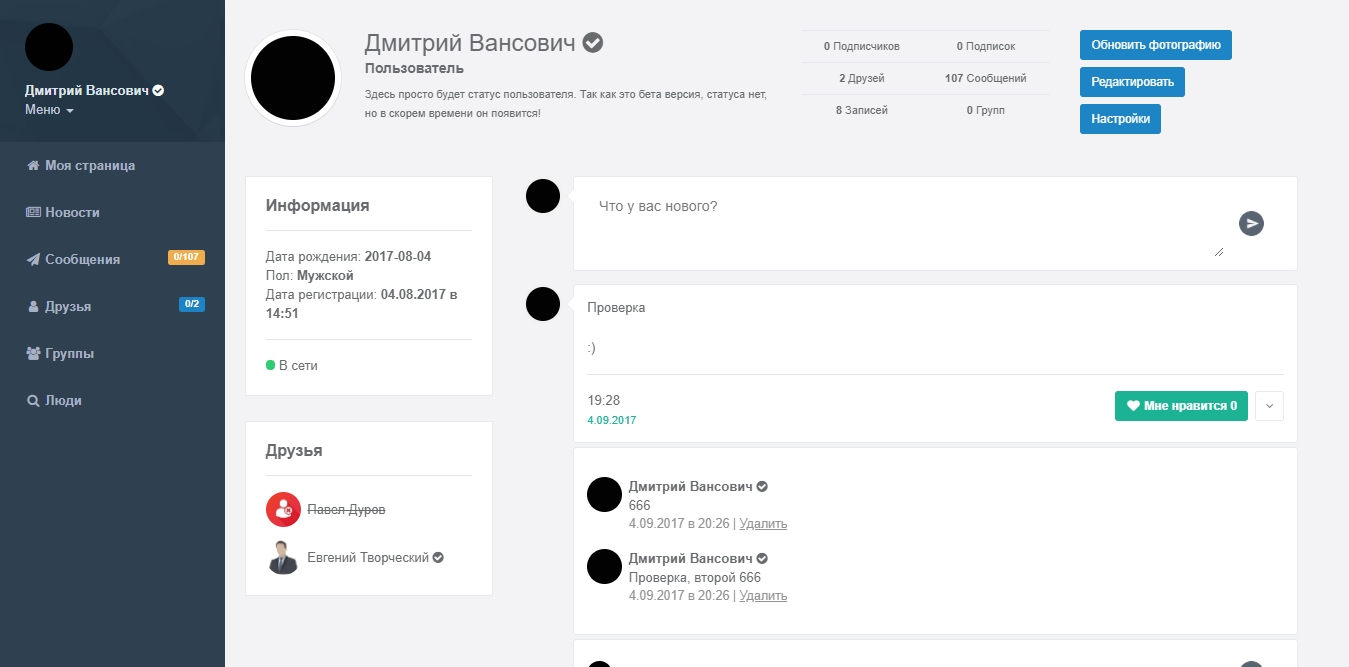 Дмитрий Вансович
Меню
Моя страница
Новости
Сообщения 0/107
Друзья 0/2
Группы
Люди
Дмитрий Вансович
Пользователь
Здесь просто будет статус пользователя. Так как это бета версия, статуса нет,
но в скорем времени он появится!
0 Подписчиков 0 Подписок
2 Друзей 107 Сообщений
8 Записей 0 Групп
Обновить фотографию
Редактировать
Настройки
Информация
Дата рождения: 2017-08-04
Пол: Мужской
Дата регистрации: 04.08.2017 в
14:51
В сети
Друзья
Павел Дуров
Евгений Творческий
Что у вас нового?
Проверка
:)
19:28
4.09.2017
Мне нравится 0
Дмитрий Вансович
666
4.09.2017 в 20:26 | Удалить
Дмитрий Вансович
Проверка, второй 666
4.09.2017 в 20:26 | Удалить